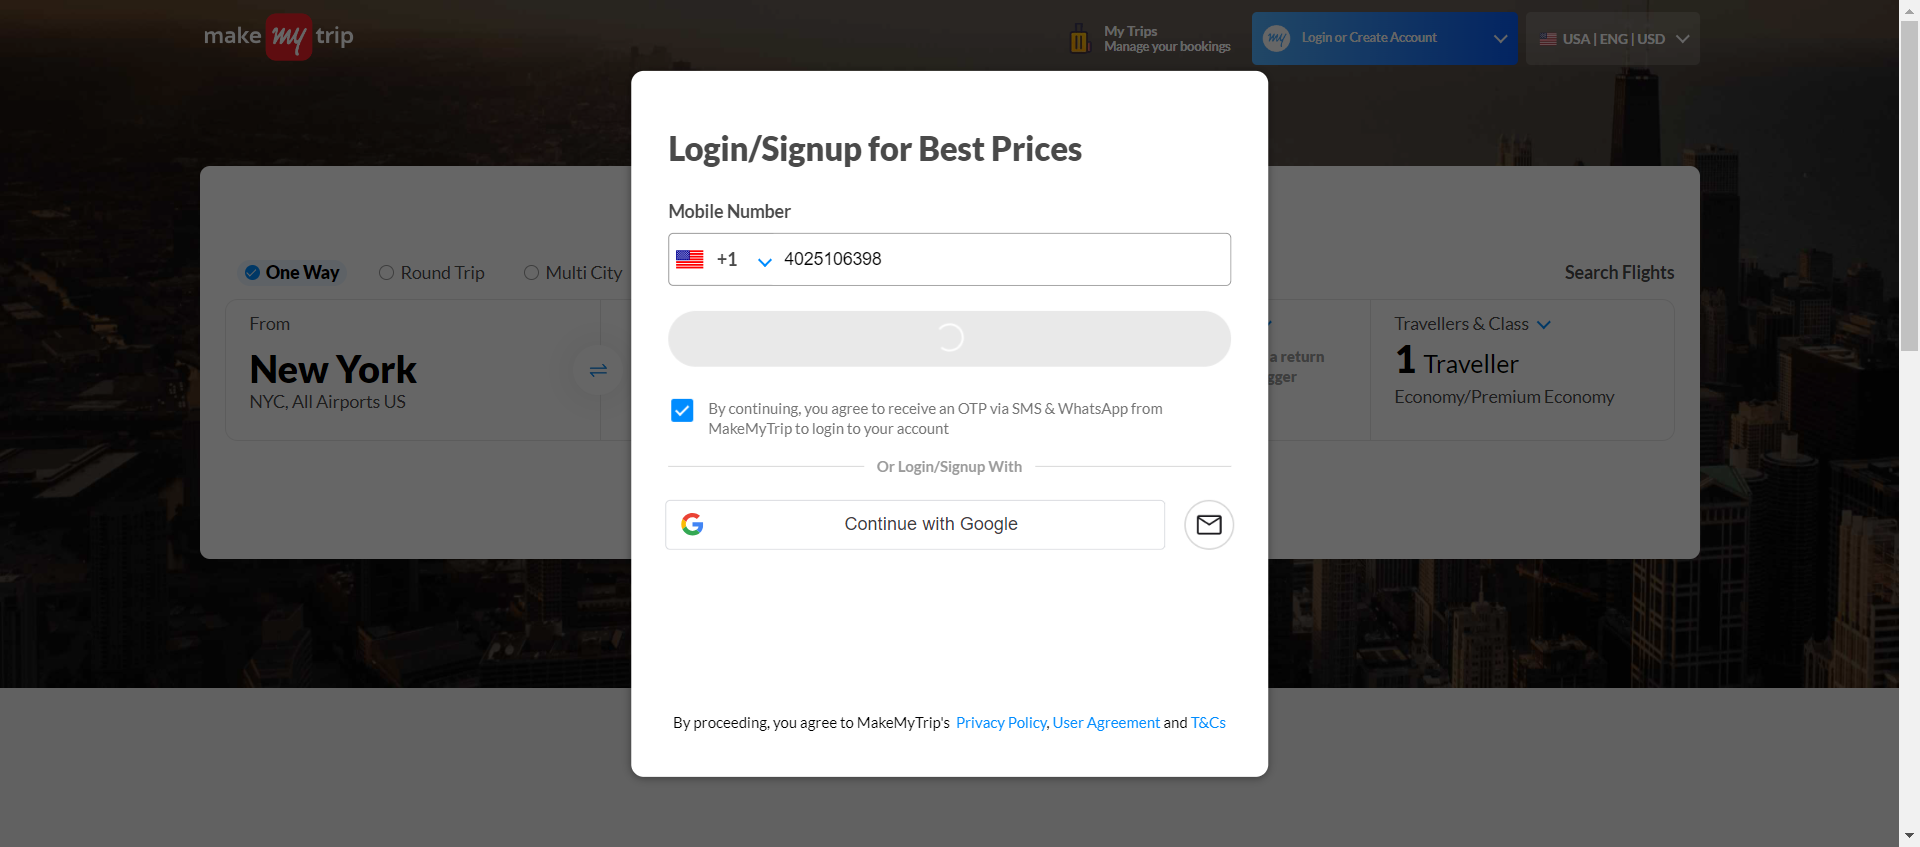 make my trip
My Trips
Manage your bookings
my
Login or Create Account
USA | ENG | USD
Login/Signup for Best Prices
Mobile Number
+1
4025106398
By continuing, you agree to receive an OTP via SMS & WhatsApp from
MakeMyTrip to login to your account
Or Login/Signup With
Continue with Google
By proceeding, you agree to MakeMyTrip's Privacy Policy, User Agreement and T&Cs
One Way
Round Trip
Multi City
Search Flights
From
New York
NYC, All Airports US
a return
Travellers & Class
1 Traveller
Economy/Premium Economy